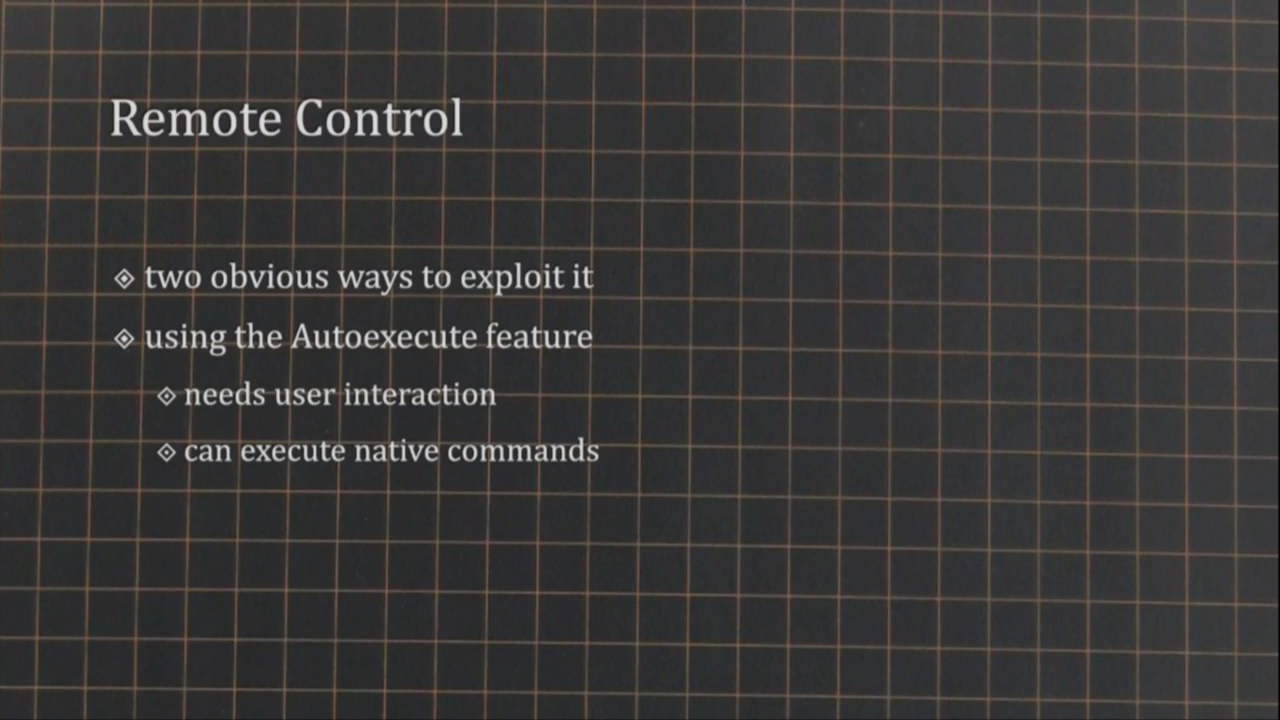 Remote Control
two obvious ways to exploit it
using the Autoexecute feature
needs user interaction
can execute native commands